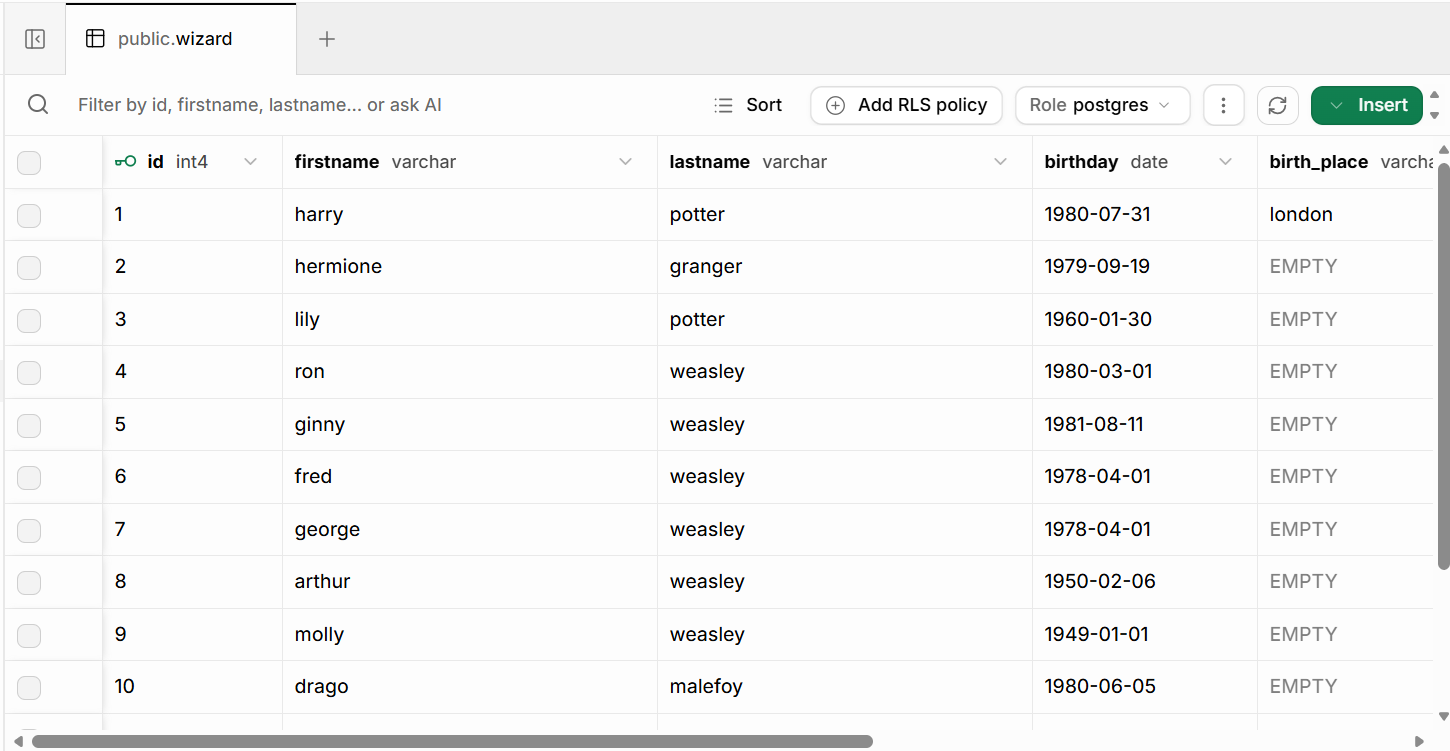 public.wizard
Filter by id, firstname, lastname... or ask AI Sort Add RLS policy Role postgres Insert
id int4 firstname varchar lastname varchar birthday date birth_place varcha
1 harry potter 1980-07-31 london
2 hermione granger 1979-09-19 EMPTY
3 lily potter 1960-01-30 EMPTY
4 ron weasley 1980-03-01 EMPTY
5 ginny weasley 1981-08-11 EMPTY
6 fred weasley 1978-04-01 EMPTY
7 george weasley 1978-04-01 EMPTY
8 arthur weasley 1950-02-06 EMPTY
9 molly weasley 1949-01-01 EMPTY
10 drago malefoy 1980-06-05 EMPTY